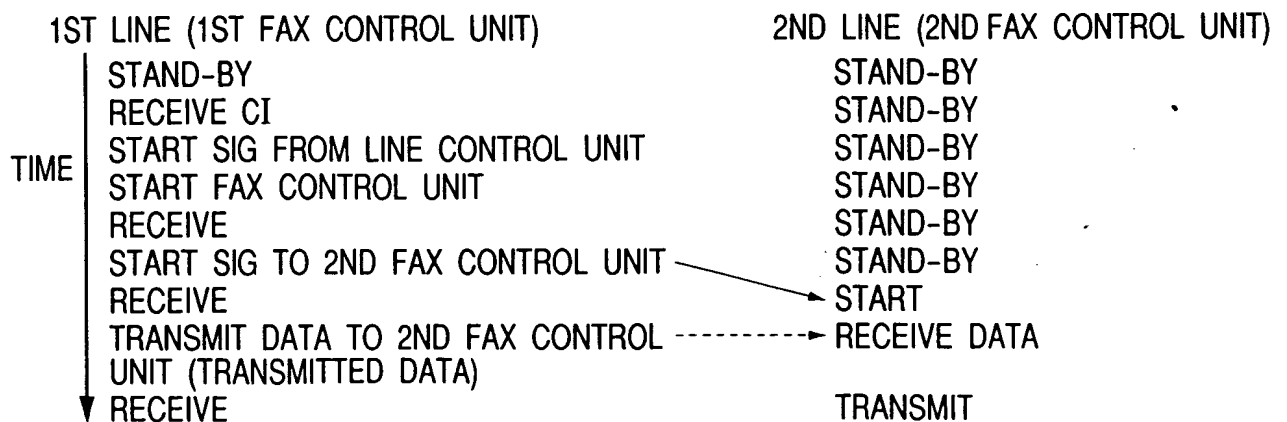 1ST LINE (1ST FAX CONTROL UNIT) 2ND LINE (2ND FAX CONTROL UNIT)
STAND-BY STAND-BY
RECEIVE CI STAND-BY
START SIG FROM LINE CONTROL UNIT STAND-BY
TIME
START FAX CONTROL UNIT STAND-BY
RECEIVE STAND-BY
START SIG TO 2ND FAX CONTROL UNIT STAND-BY
RECEIVE START
TRANSMIT DATA TO 2ND FAX CONTROL RECEIVE DATA
UNIT (TRANSMITTED DATA)
RECEIVE TRANSMIT